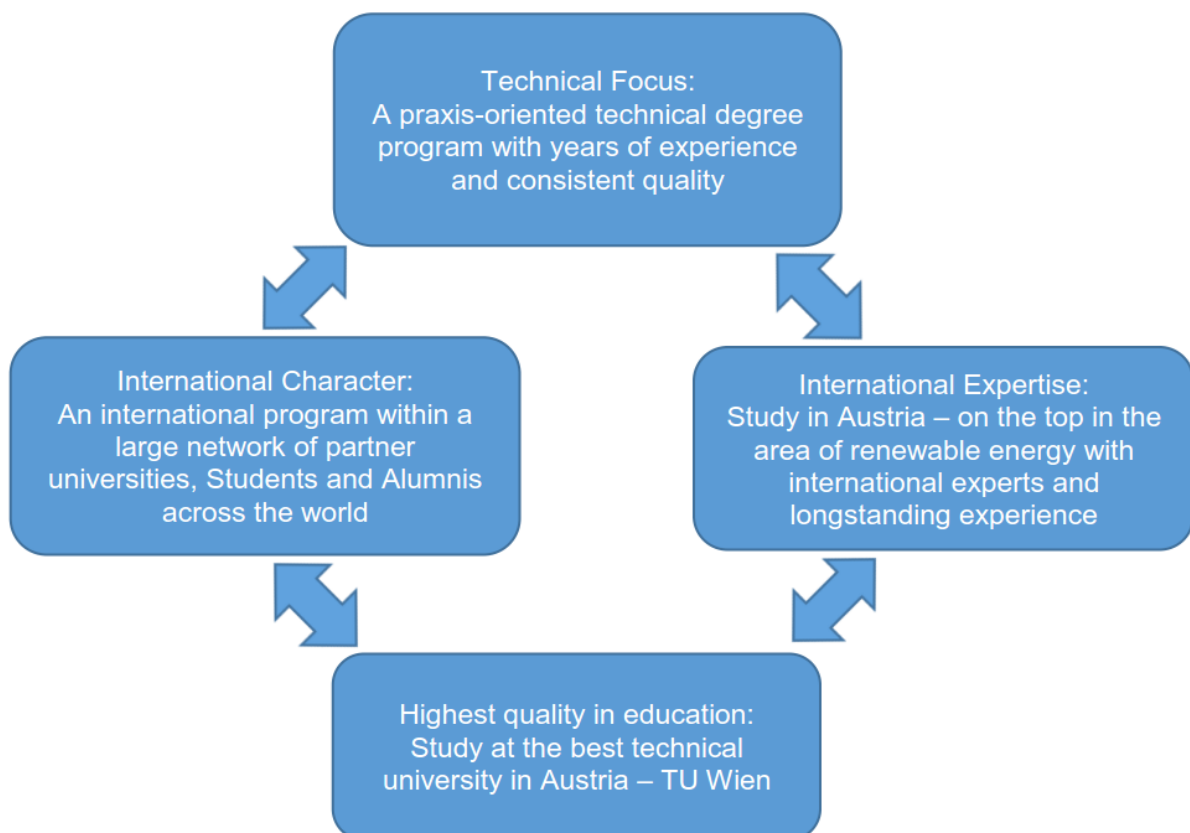 Technical Focus:
A praxis-oriented technical degree
program with years of experience
and consistent quality
International Character:
An international program within a
large network of partner
universities, Students and Alumnis
across the world
International Expertise:
Study in Austria – on the top in the
area of renewable energy with
international experts and
longstanding experience
Highest quality in education:
Study at the best technical
university in Austria – TU Wien